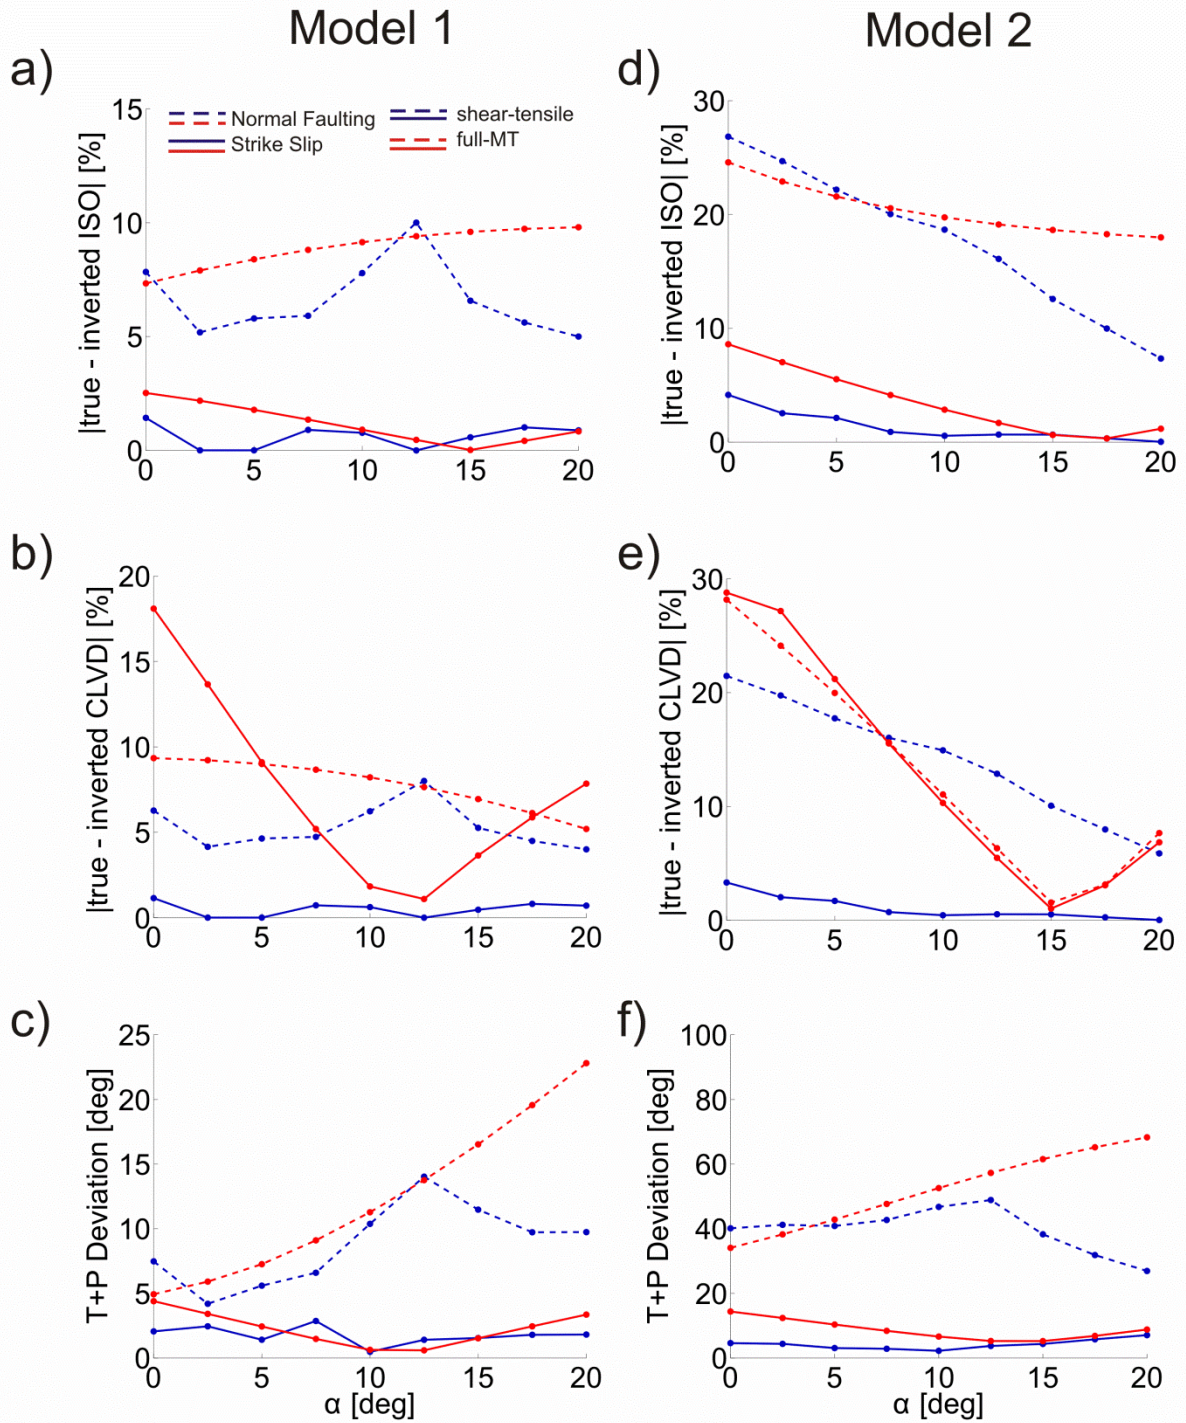 Model 1
Model 2
a)
|true - inverted ISO| [%]
15
10
5
0
0 5 10 15 20
Normal Faulting
Strike Slip
shear-tensile
full-MT
d)
|true - inverted ISO| [%]
30
20
10
0
0 5 10 15 20
b)
|true - inverted CLVD| [%]
20
15
10
5
0
0 5 10 15 20
e)
|true - inverted CLVD| [%]
30
20
10
0
0 5 10 15 20
c)
T+P Deviation [deg]
25
20
15
10
5
0
0 5 10 15 20
α [deg]
f)
T+P Deviation [deg]
100
80
60
40
20
0
0 5 10 15 20
α [deg]